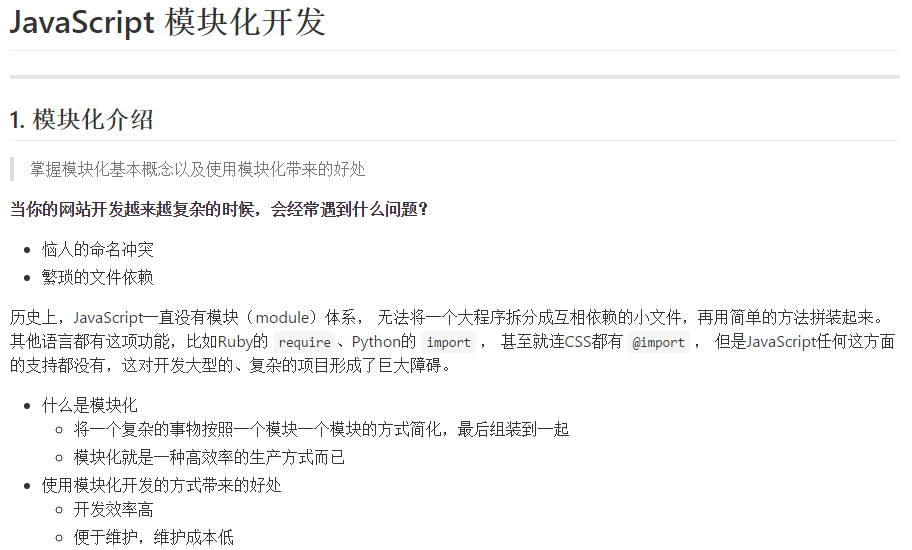 JavaScript 模块化开发
1. 模块化介绍
掌握模块化基本概念以及使用模块化带来的好处
当你的网站开发越来越复杂的时候，会经常遇到什么问题？
恼人的命名冲突
繁琐的文件依赖
历史上，JavaScript一直没有模块（module）体系， 无法将一个大程序拆分成互相依赖的小文件，再用简单的方法拼装起来。
其他语言都有这项功能，比如Ruby的 require 、Python的 import ， 甚至就连CSS都有 @import ， 但是JavaScript任何这方面
的支持都没有，这对开发大型的、复杂的项目形成了巨大障碍。
什么是模块化
将一个复杂的事物按照一个模块一个模块的方式简化，最后组装到一起
模块化就是一种高效率的生产方式而已
使用模块化开发的方式带来的好处
开发效率高
便于维护，维护成本低